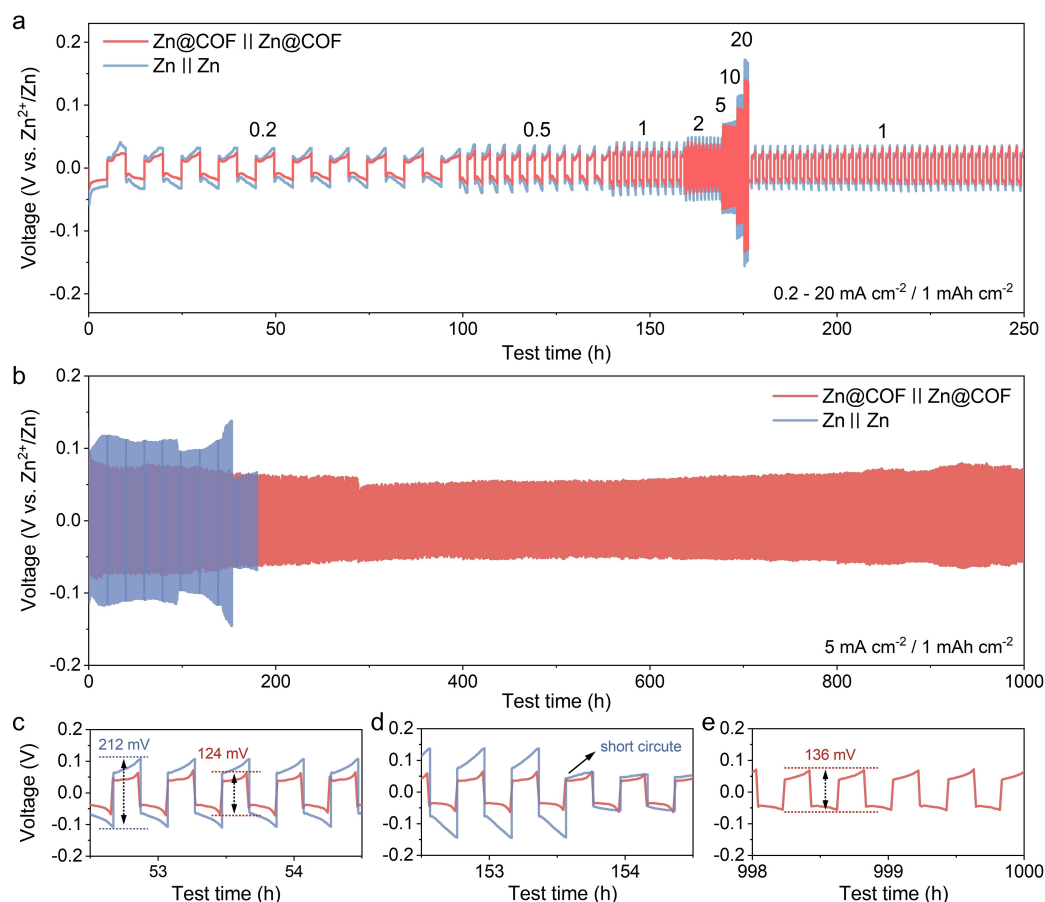 a
Zn@COF || Zn@COF
Zn || Zn
0.2
0.5
1
2
5
10
20
1
0.2
0.1
0.0
-0.1
-0.2
Voltage (V vs. Zn²⁺/Zn)
0.2 - 20 mA cm⁻² / 1 mAh cm⁻²
0 50 100 150 200 250
Test time (h)
b
Zn@COF || Zn@COF
Zn || Zn
0.2
0.1
0.0
-0.1
-0.2
Voltage (V vs. Zn²⁺/Zn)
5 mA cm⁻² / 1 mAh cm⁻²
0 200 400 600 800 1000
Test time (h)
c
0.2
0.1
0.0
-0.1
-0.2
Voltage (V)
212 mV
124 mV
53 54
Test time (h)
d
0.2
0.1
0.0
-0.1
-0.2
short circute
153 154
Test time (h)
e
0.2
0.1
0.0
-0.1
-0.2
136 mV
998 999 1000
Test time (h)